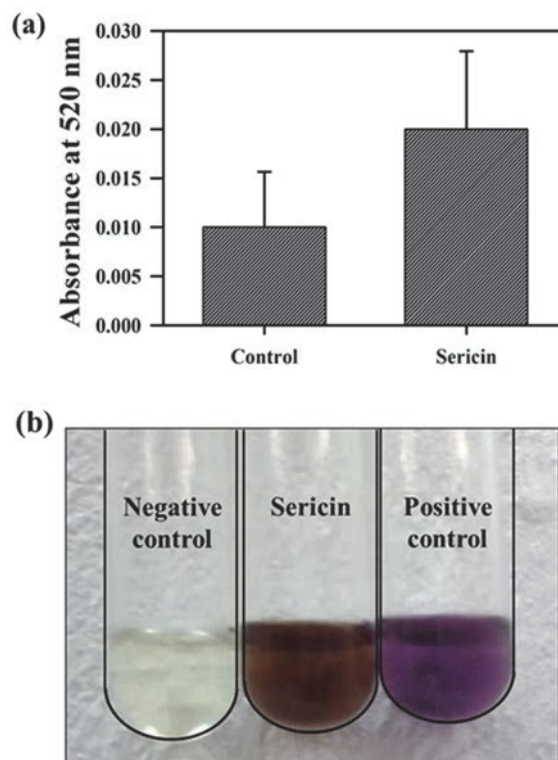 (a)
Absorbance at 520 nm
0.030
0.025
0.020
0.015
0.010
0.005
0.000
Control
Sericin
(b)
Negative
control
Sericin
Positive
control